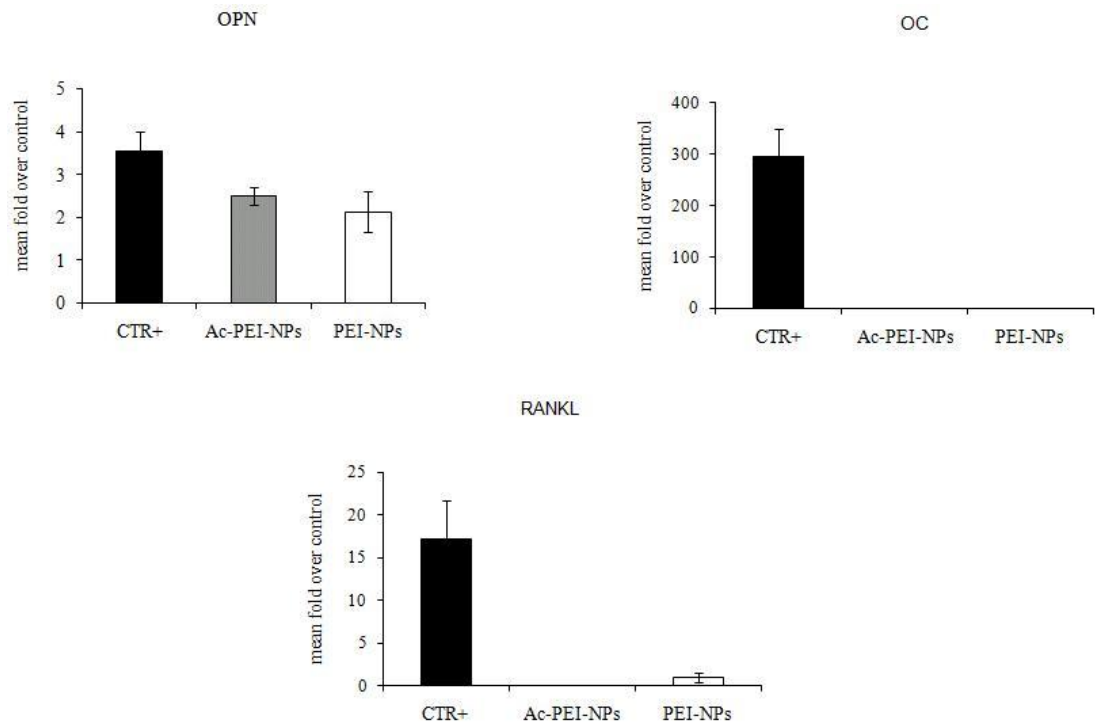 OPN
mean fold over control
5
4
3
2
1
0
CTR+ Ac-PEI-NPs PEI-NPs
OC
mean fold over control
400
300
200
100
0
CTR+ Ac-PEI-NPs PEI-NPs
RANKL
mean fold over control
25
20
15
10
5
0
CTR+ Ac-PEI-NPs PEI-NPs